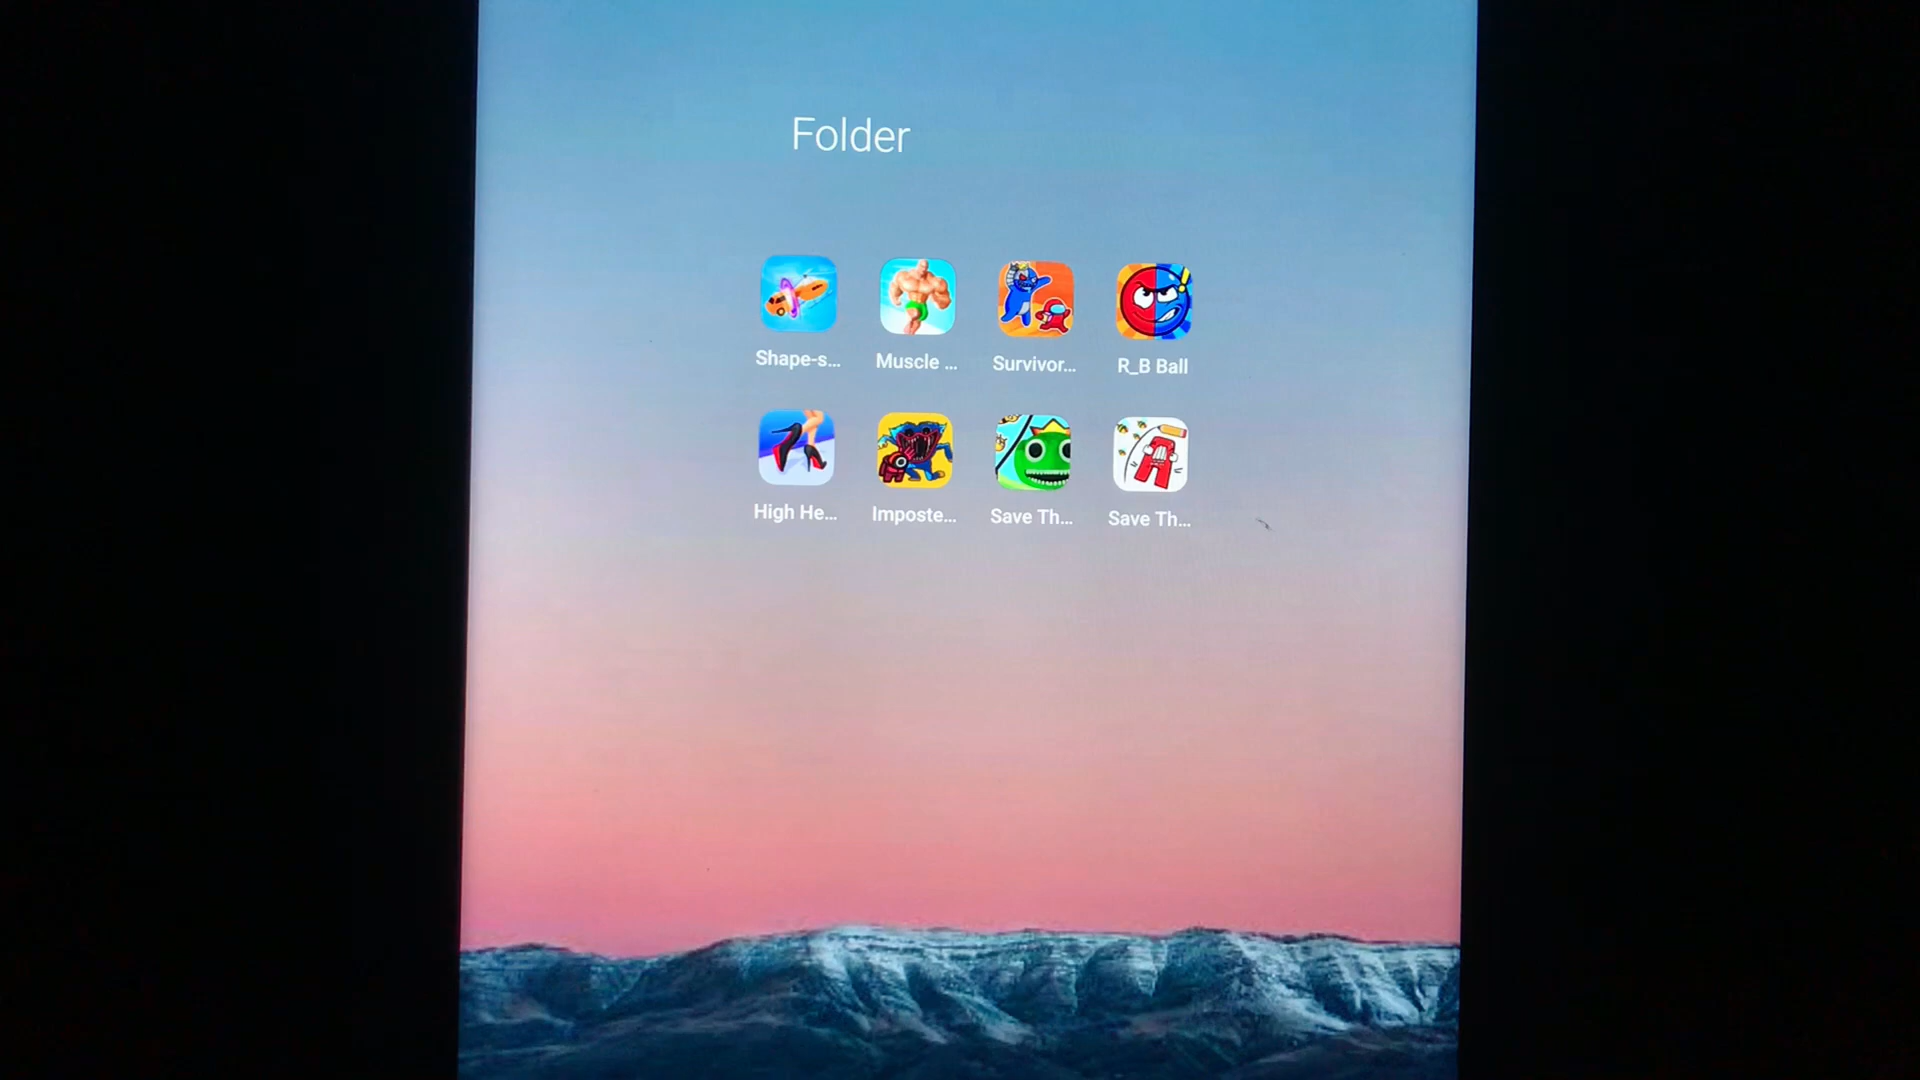 Folder
Shape-s...
Muscle ...
Survivor...
R_B Ball
High He...
Imposte...
Save Th...
Save Th...